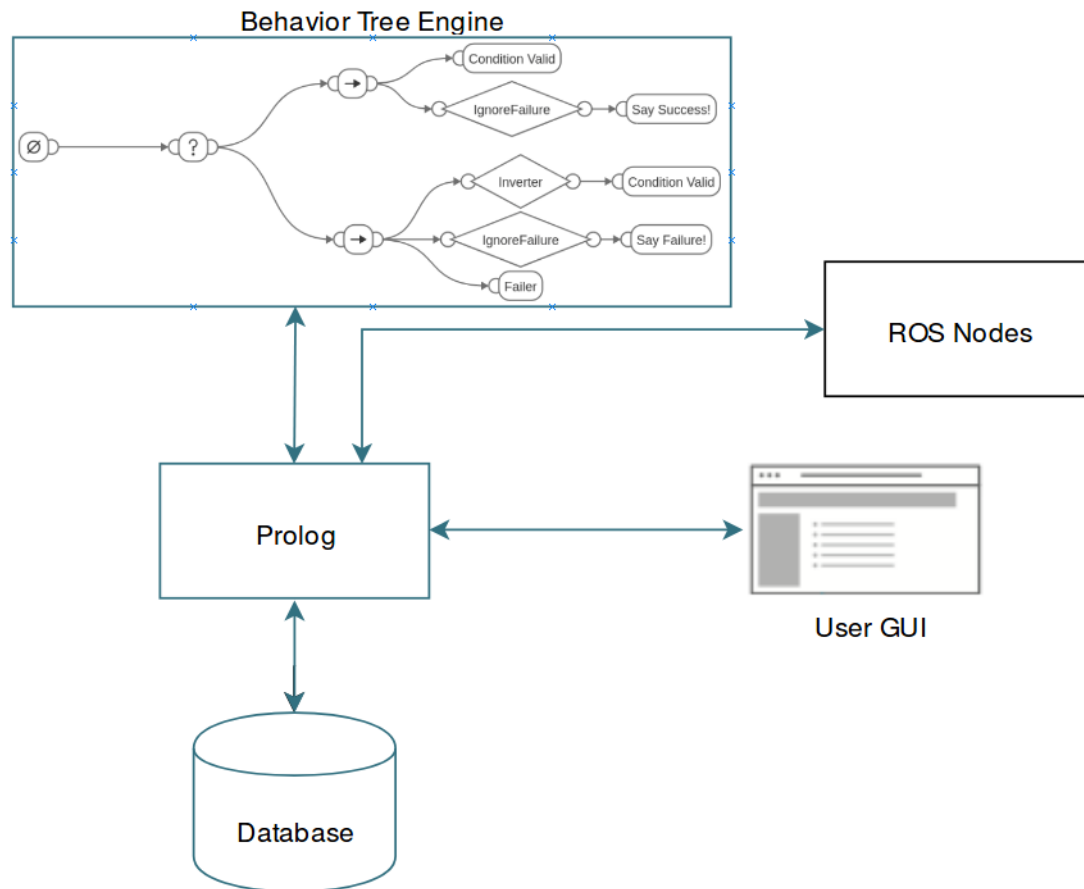 Behavior Tree Engine
Condition Valid
IgnoreFailure
Say Success!
Ø
?
Inverter
Condition Valid
IgnoreFailure
Say Failure!
Failer
ROS Nodes
Prolog
User GUI
Database